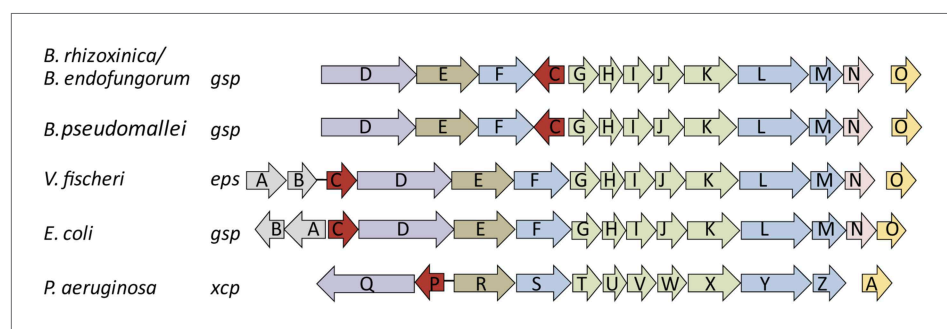 B. rhizoxinica/
B. endofungorum gsp D E F C G H I J K L M N O
B. pseudomallei gsp D E F C G H I J K L M N O
V. fischeri eps A B C D E F G H I J K L M N O
E. coli gsp B A C D E F G H I J K L M N O
P. aeruginosa xcp Q P R S T U V W X Y Z A